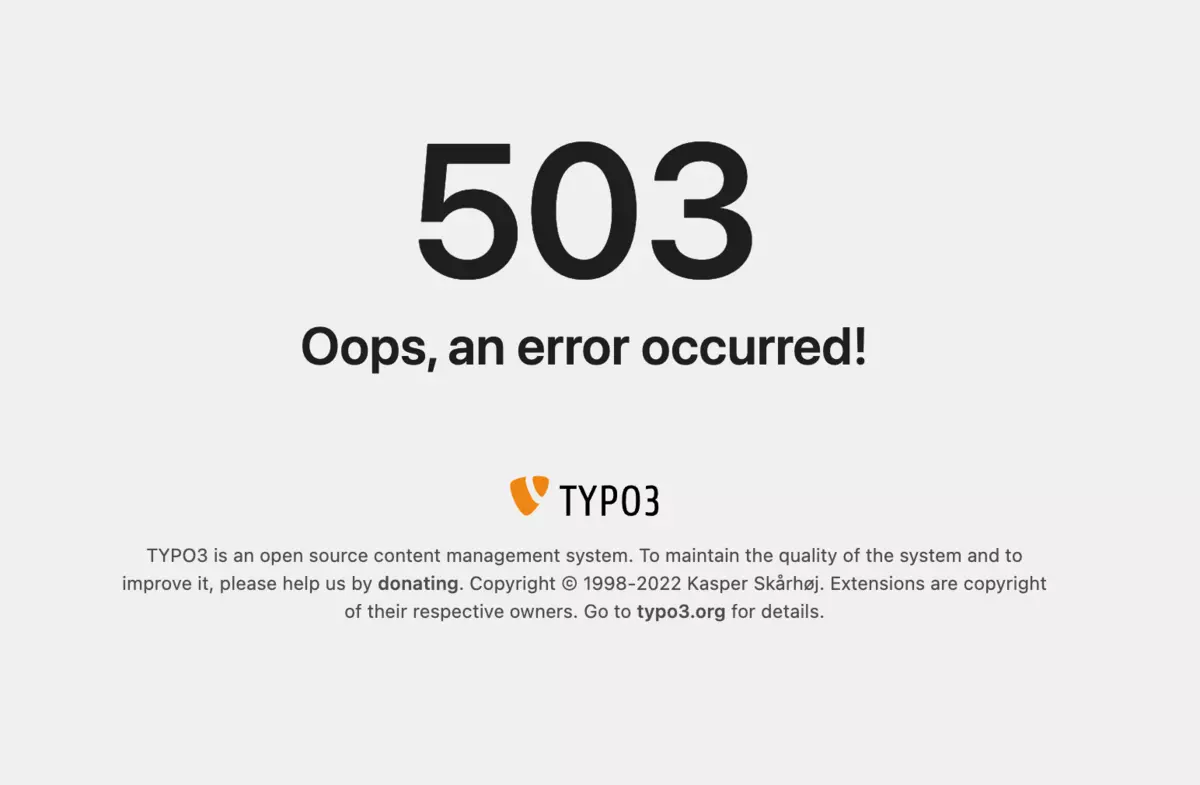 503
Oops, an error occurred!
TYPO3
TYPO3 is an open source content management system. To maintain the quality of the system and to
improve it, please help us by donating. Copyright © 1998-2022 Kasper Skårhøj. Extensions are copyright
of their respective owners. Go to typo3.org for details.